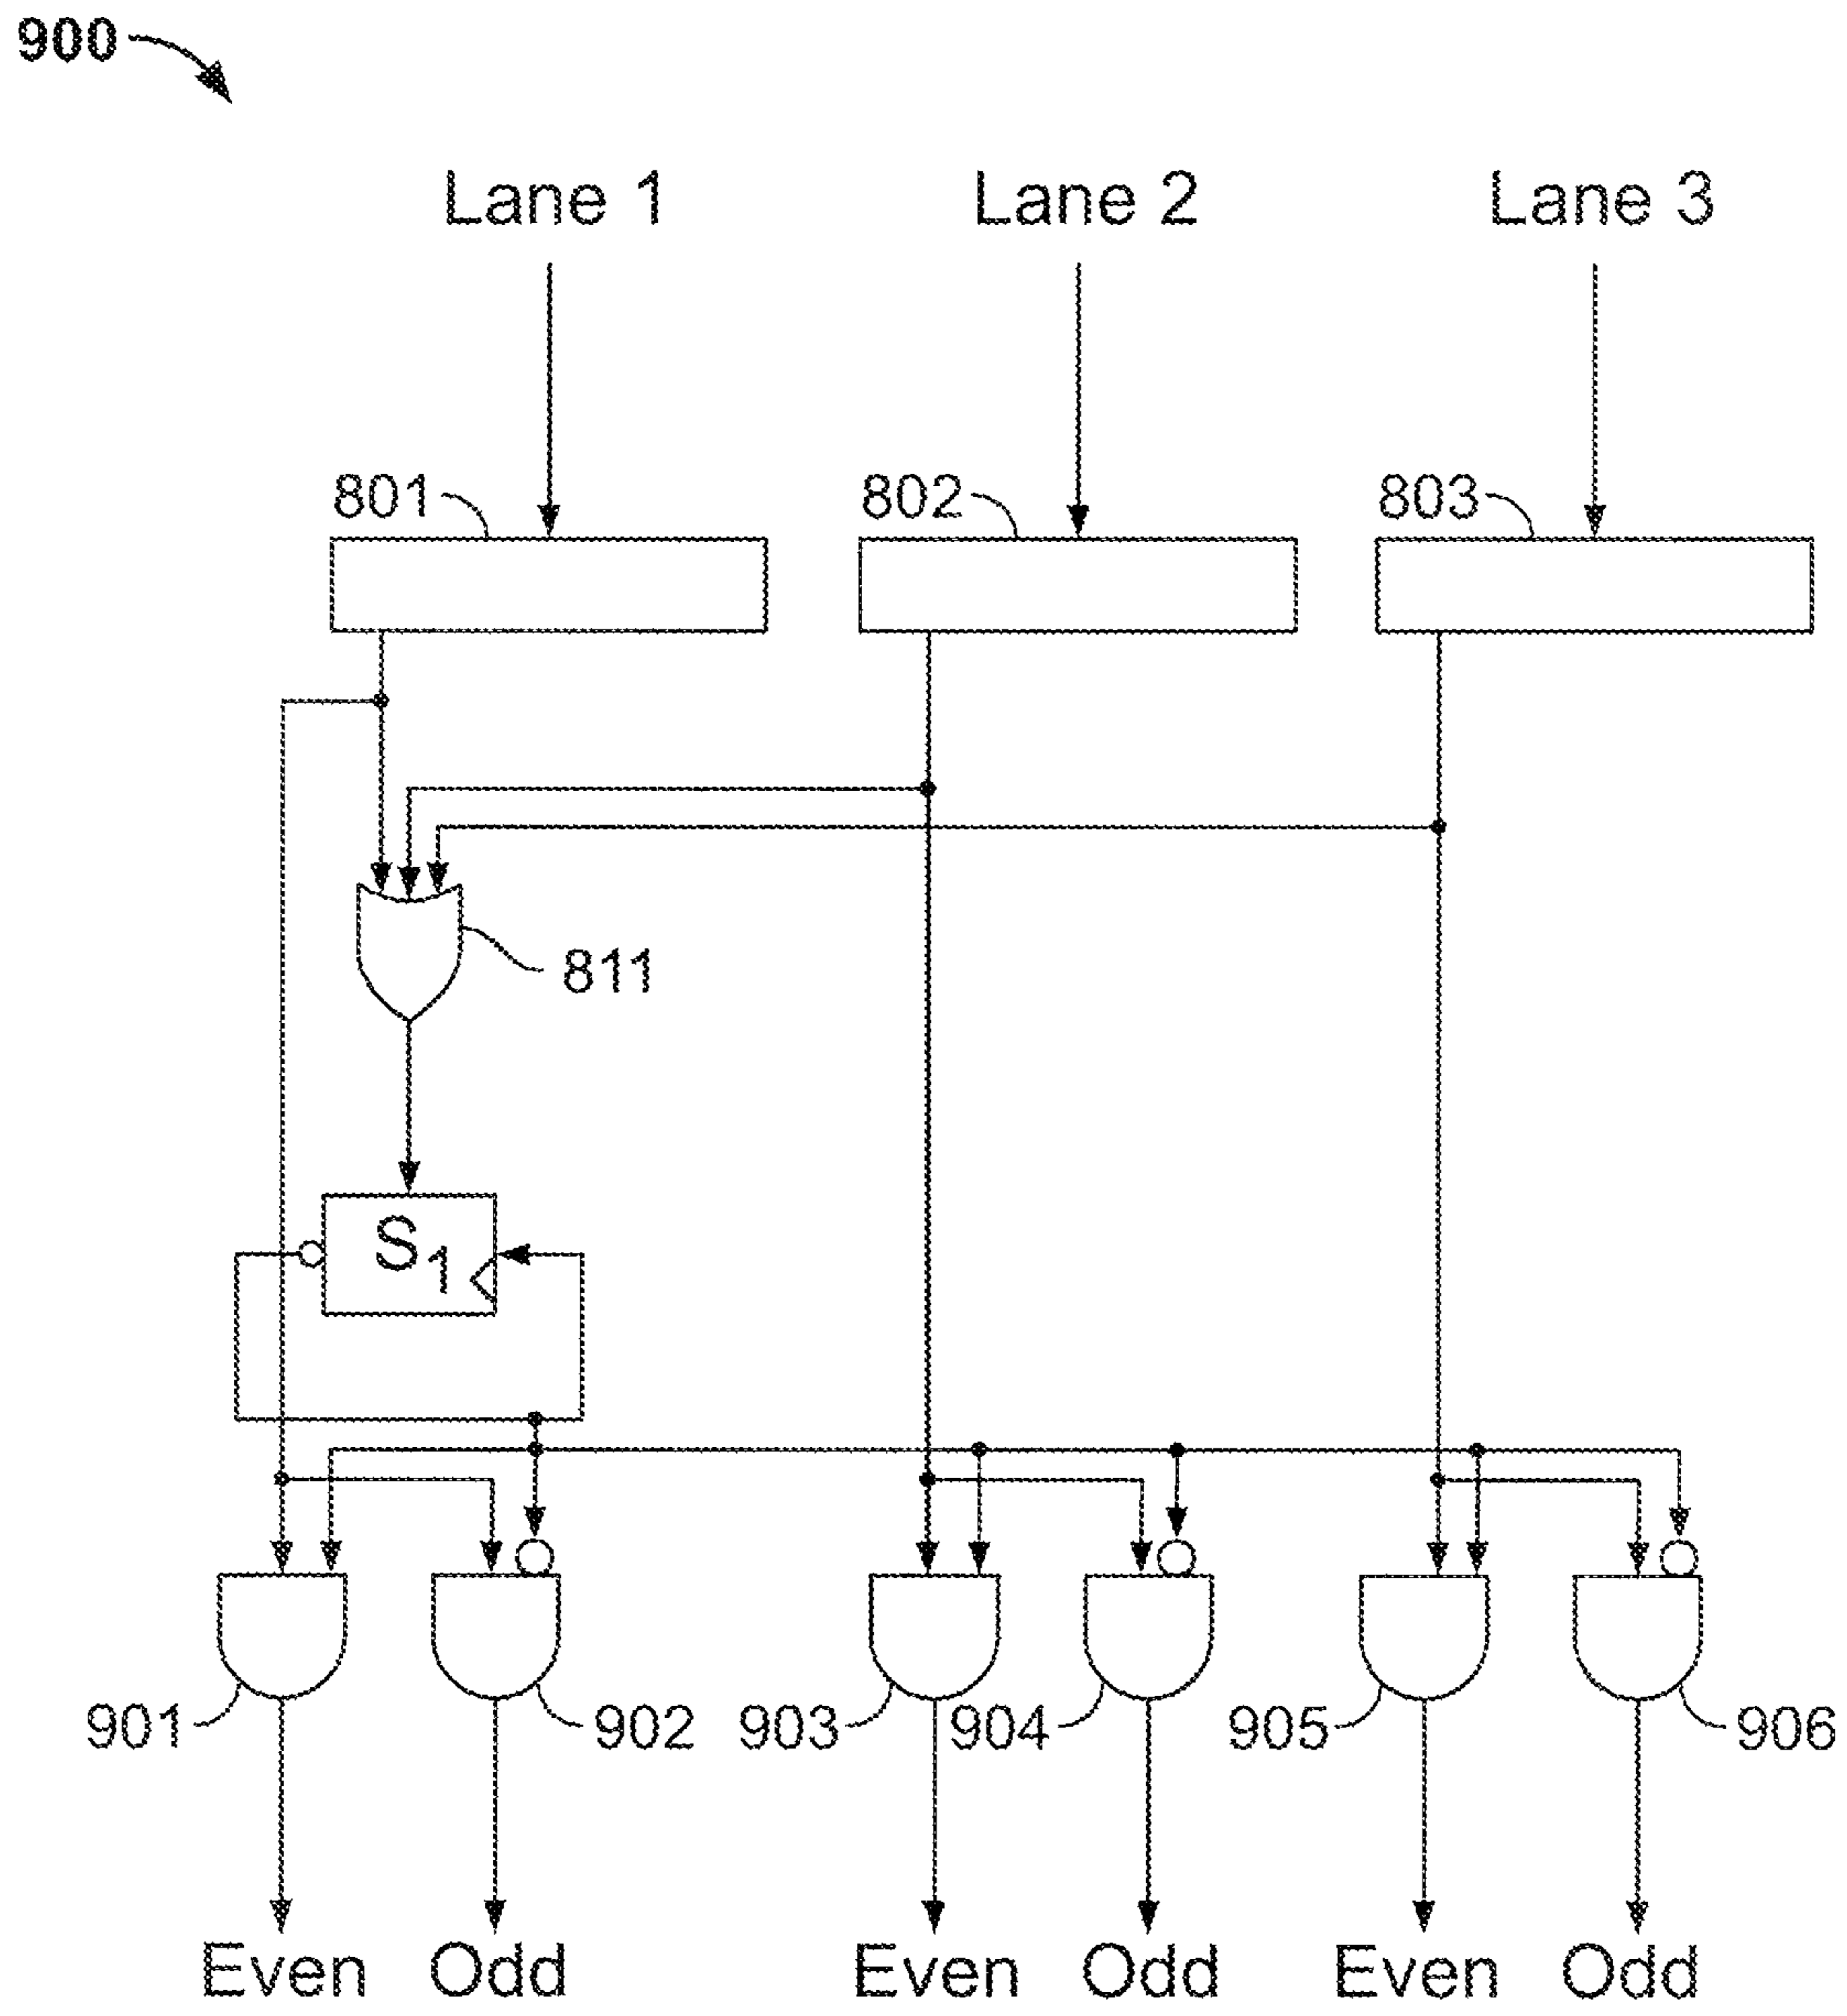 900
Lane 1 Lane 2 Lane 3
801 802 803
811
S1
901 902 903 904 905 906
Even Odd Even Odd Even Odd